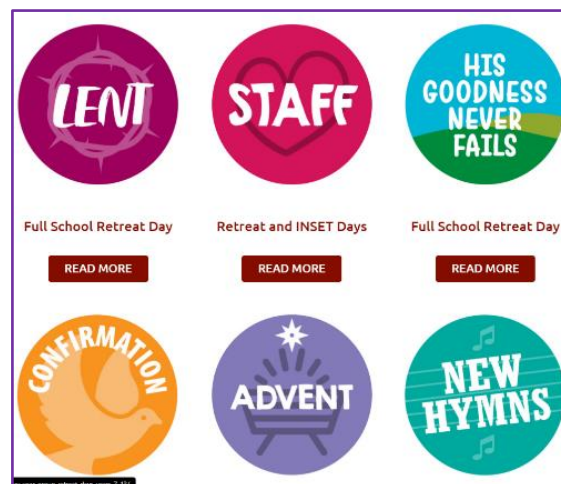 LENT
STAFF
HIS
GOODNESS
NEVER
FAILS
Full School Retreat Day
Retreat and INSET Days
Full School Retreat Day
READ MORE
READ MORE
READ MORE
CONFIRMATION
ADVENT
NEW
HYMNS